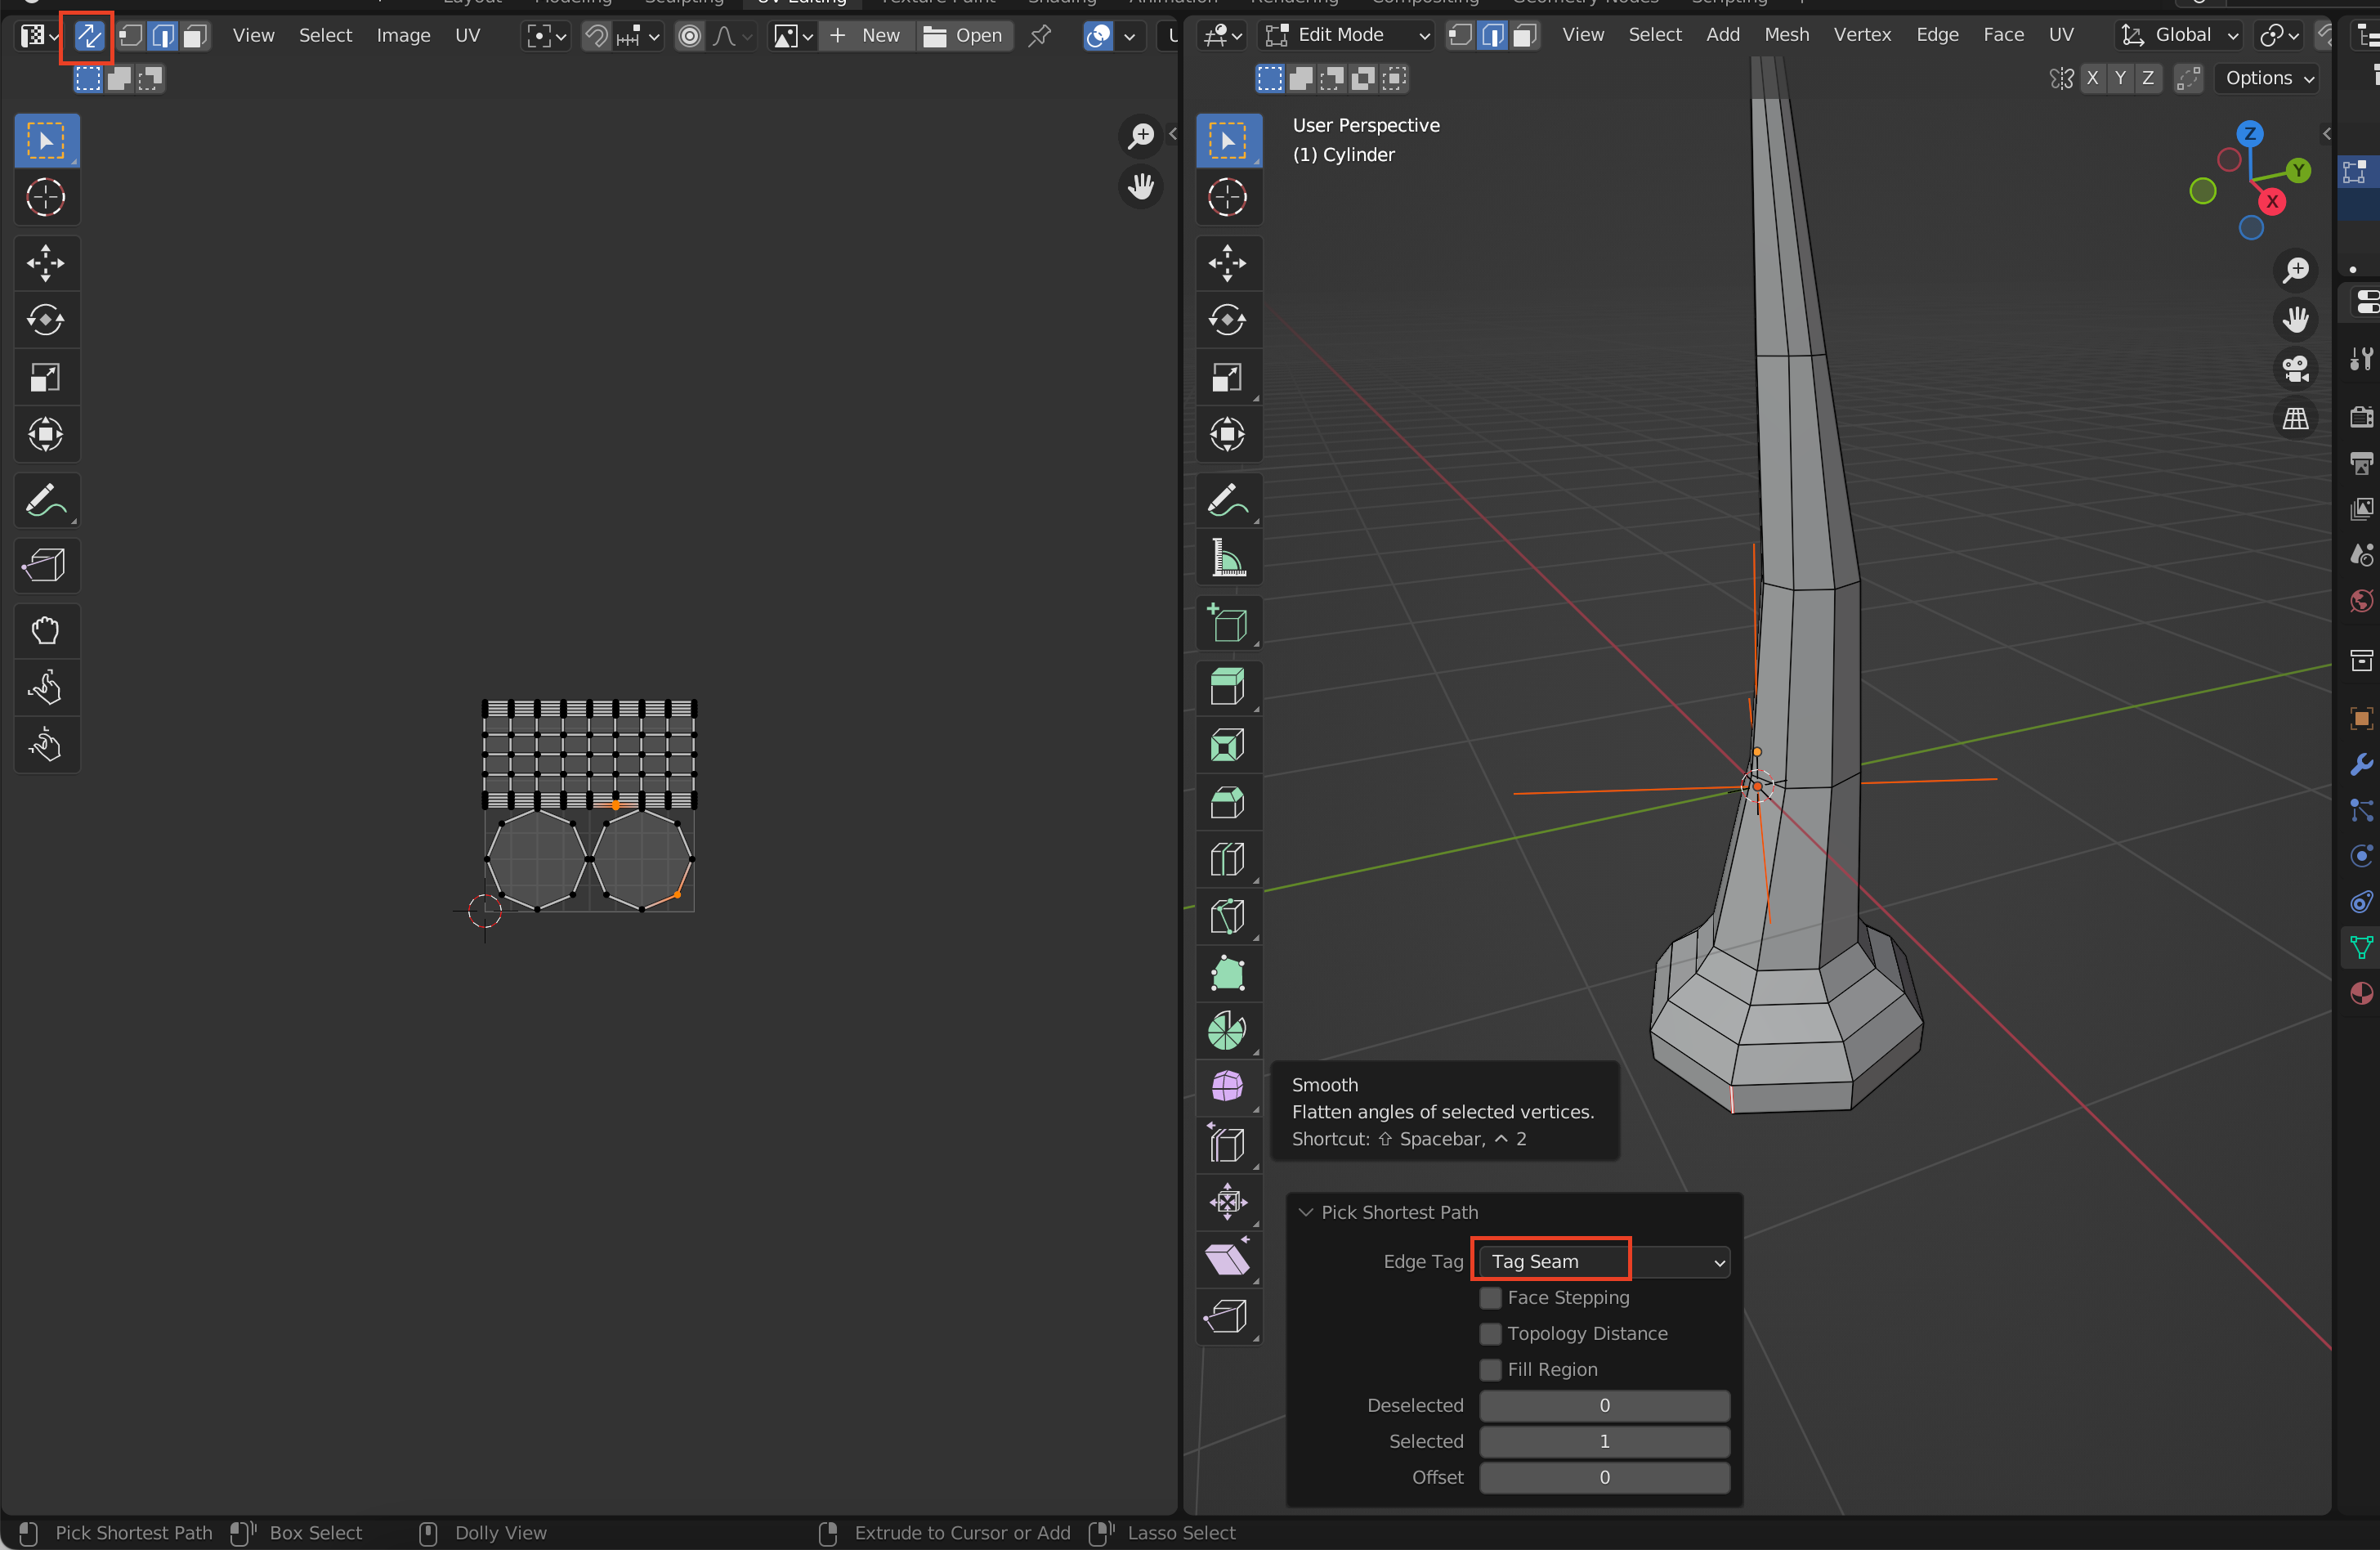 View Select Image UV New Open
Edit Mode View Select Add Mesh Vertex Edge Face UV Global
X Y Z Options
User Perspective
(1) Cylinder
Z
Y
X
Smooth
Flatten angles of selected vertices.
Shortcut: ⇧ Spacebar, ^ 2
Pick Shortest Path
Edge Tag Tag Seam
Face Stepping
Topology Distance
Fill Region
Deselected 0
Selected 1
Offset 0
Pick Shortest Path Box Select Dolly View Extrude to Cursor or Add Lasso Select